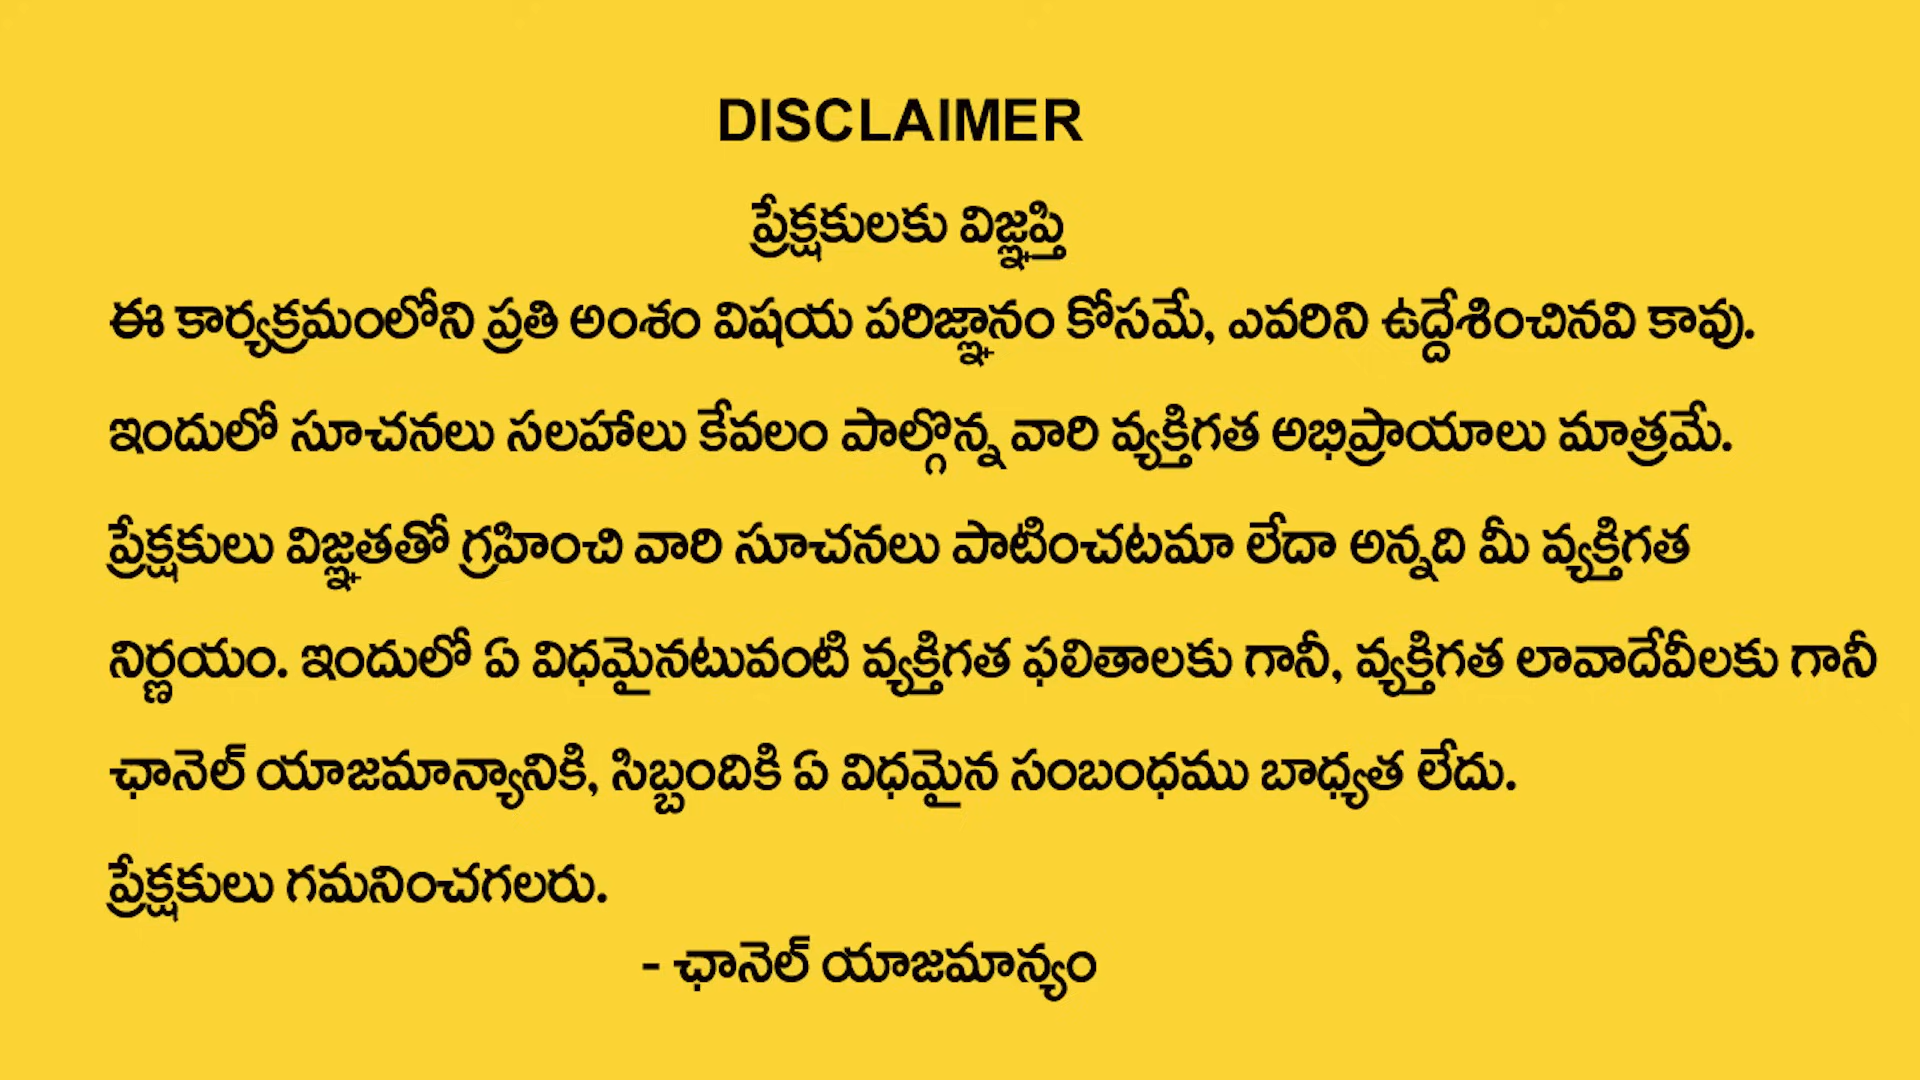 DISCLAIMER
ప్రేక్షకులకు విజ్ఞప్తి
ఈ కార్యక్రమంలోని ప్రతి అంశం విషయ పరిజ్ఞానం కోసమే, ఎవరిని ఉద్దేశించినవి కావు.
ఇందులో సూచనలు సలహాలు కేవలం పాల్గొన్న వారి వ్యక్తిగత అభిప్రాయాలు మాత్రమే.
ప్రేక్షకులు విజ్ఞతతో గ్రహించి వారి సూచనలు పాటించటమా లేదా అన్నది మీ వ్యక్తిగత
నిర్ణయం. ఇందులో ఏ విధమైనటువంటి వ్యక్తిగత ఫలితాలకు గానీ, వ్యక్తిగత లావాదేవీలకు గానీ
ఛానెల్ యాజమాన్యానికి, సిబ్బందికి ఏ విధమైన సంబంధము బాధ్యత లేదు.
ప్రేక్షకులు గమనించగలరు.
- ఛానెల్ యాజమాన్యం